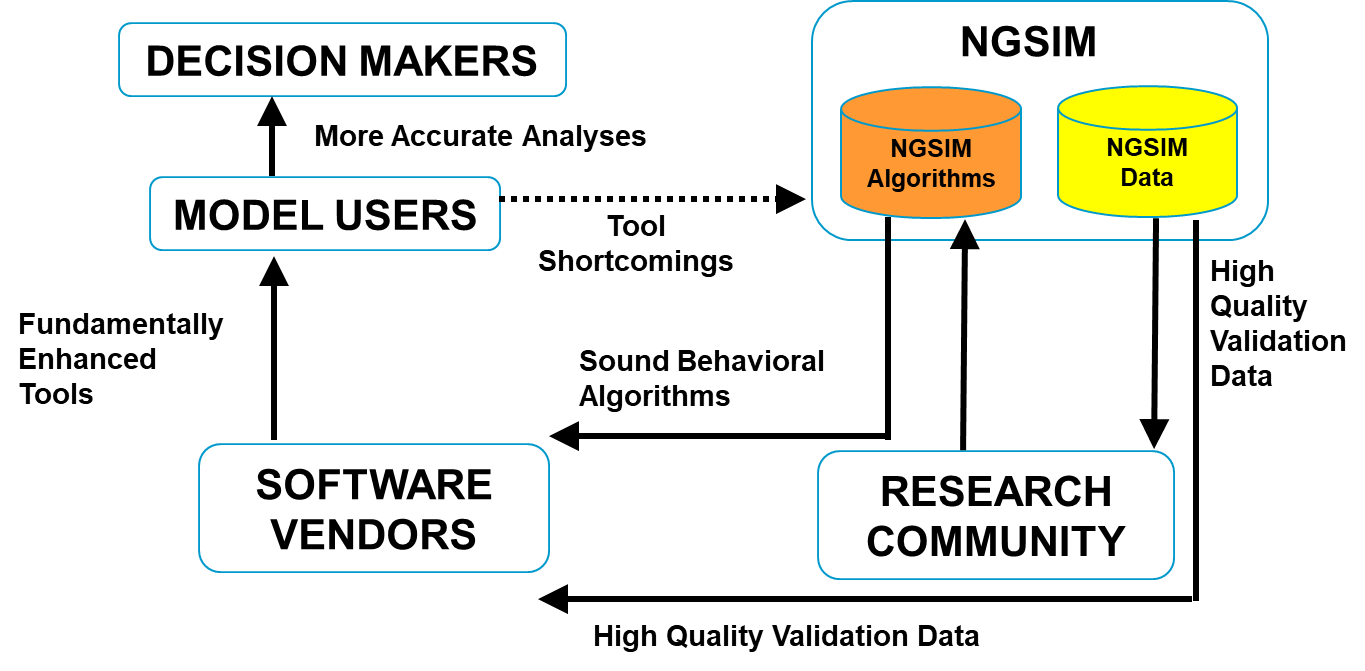 DECISION MAKERS
More Accurate Analyses
MODEL USERS
Tool
Shortcomings
NGSIM
NGSIM
Algorithms
NGSIM
Data
Fundamentally
Enhanced
Tools
Sound Behavioral
Algorithms
High
Quality
Validation
Data
SOFTWARE
VENDORS
RESEARCH
COMMUNITY
High Quality Validation Data